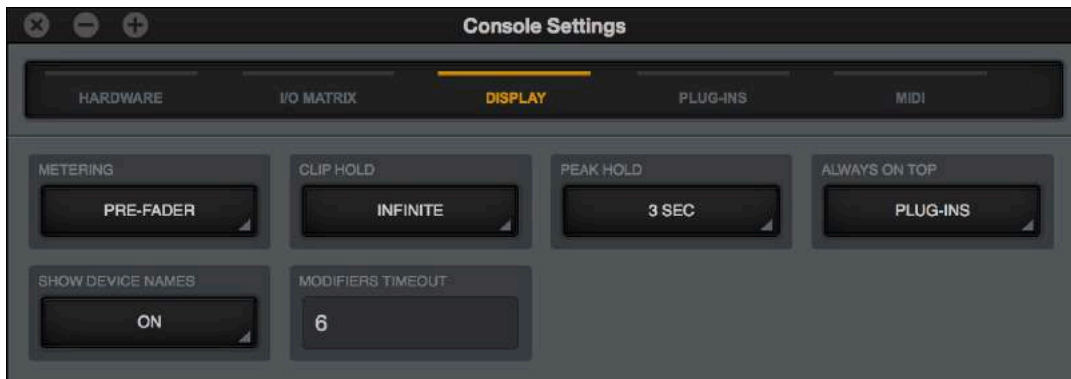 Console Settings
HARDWARE I/O MATRIX DISPLAY PLUG-INS MIDI
METERING CLIP HOLD PEAK HOLD ALWAYS ON TOP
PRE-FADER INFINITE 3 SEC PLUG-INS
SHOW DEVICE NAMES MODIFIERS TIMEOUT
ON 6